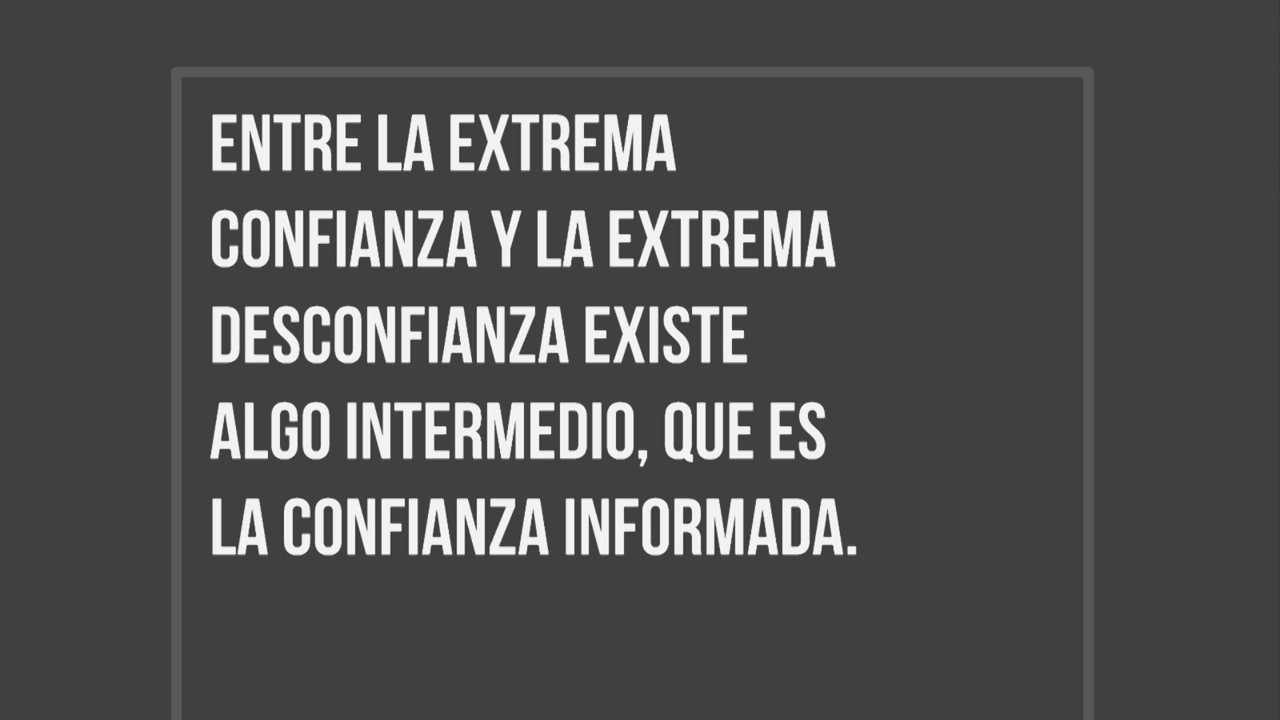 ENTRE LA EXTREMA
CONFIANZA Y LA EXTREMA
DESCONFIANZA EXISTE
ALGO INTERMEDIO, QUE ES
LA CONFIANZA INFORMADA.